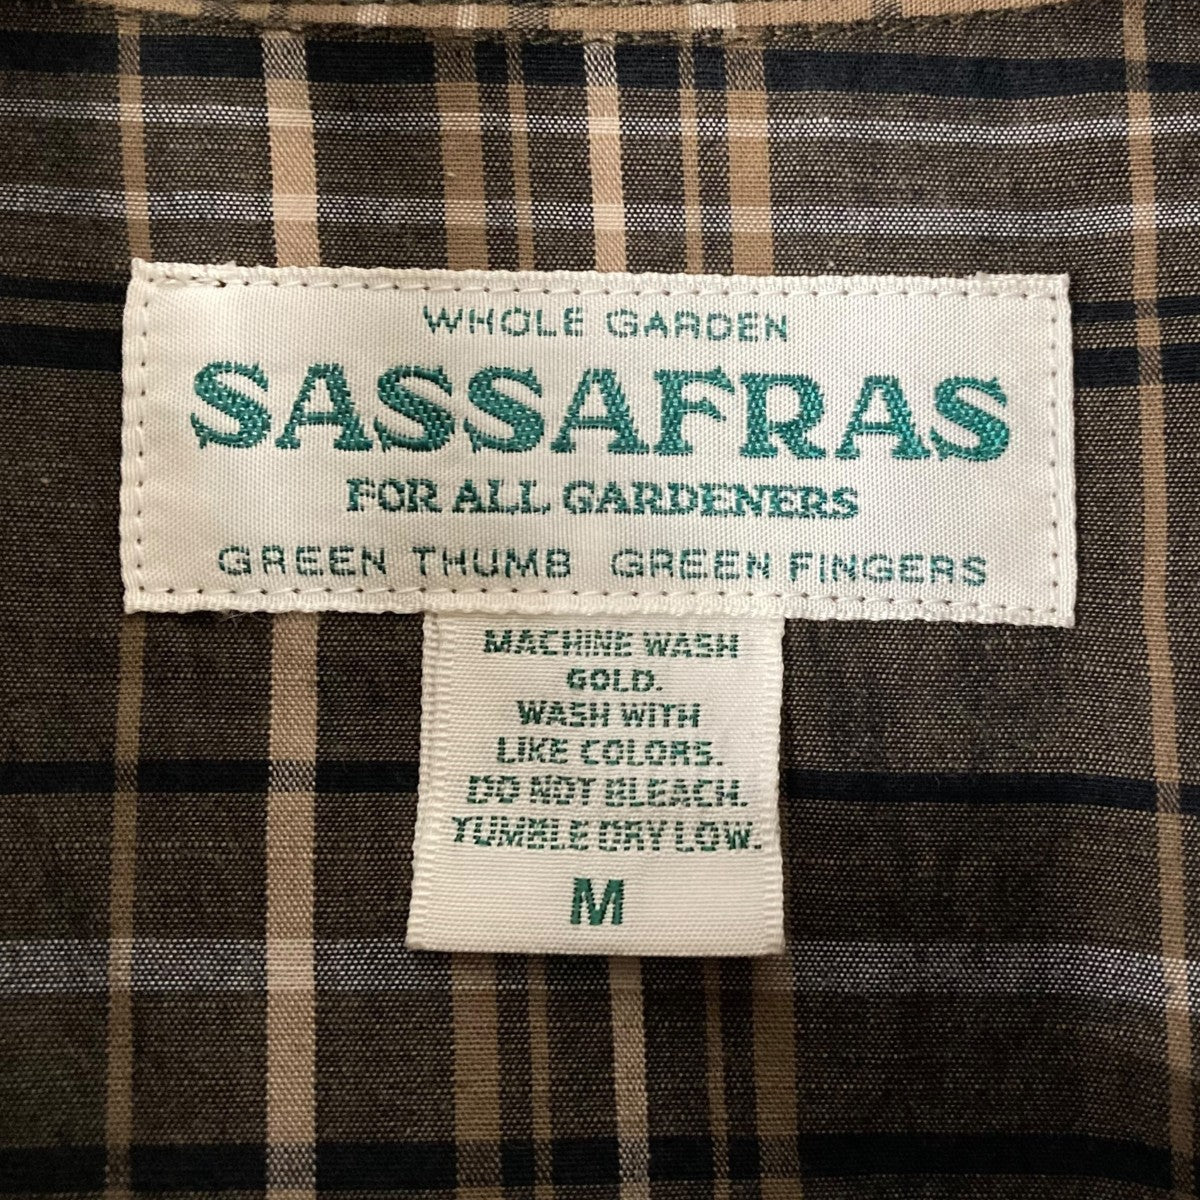 WHOLE GARDEN
SASSAFRAS
FOR ALL GARDENERS
GREEN THUMB GREEN FINGERS
MACHINE WASH
GOLD.
WASH WITH
LIKE COLORS.
DO NOT BLEACH.
TUMBLE DRY LOW.
M